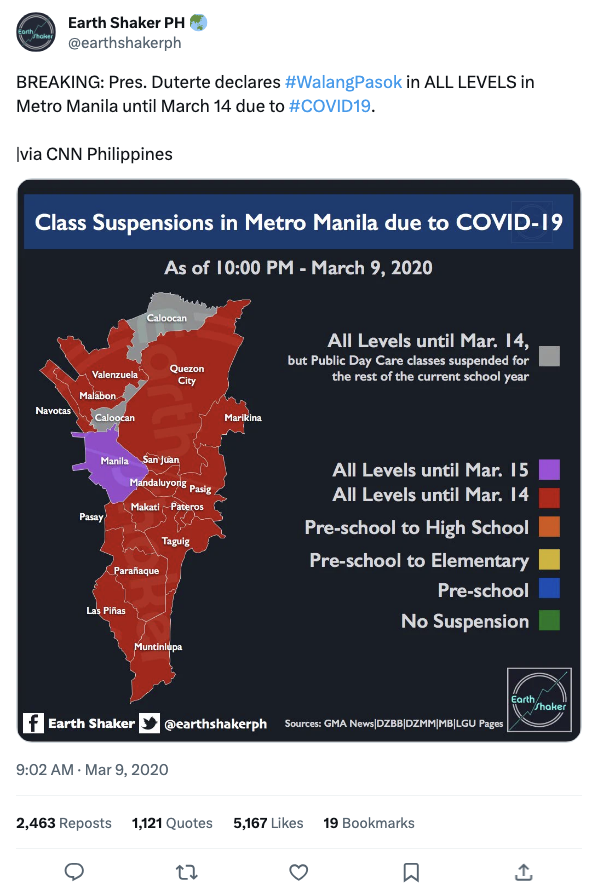 Earth Shaker PH
@earthshakerph
BREAKING: Pres. Duterte declares #WalangPasok in ALL LEVELS in
Metro Manila until March 14 due to #COVID19.
|via CNN Philippines
Class Suspensions in Metro Manila due to COVID-19
As of 10:00 PM - March 9, 2020
Caloocan
Valenzuela
Quezon
City
Malabon
Navotas
Caloocan
Marikina
Manila
San Juan
Mandaluyong
Pasig
Makati
Pateros
Pasay
Taguig
Parañaque
Las Piñas
Muntinlupa
All Levels until Mar. 14,
but Public Day Care classes suspended for
the rest of the current school year
All Levels until Mar. 15
All Levels until Mar. 14
Pre-school to High School
Pre-school to Elementary
Pre-school
No Suspension
Earth Shaker
@earthshakerph
Sources: GMA News|DZBB|DZMM|MB|LGU Pages
Earth
Shaker
9:02 AM · Mar 9, 2020
2,463 Reposts 1,121 Quotes 5,167 Likes 19 Bookmarks